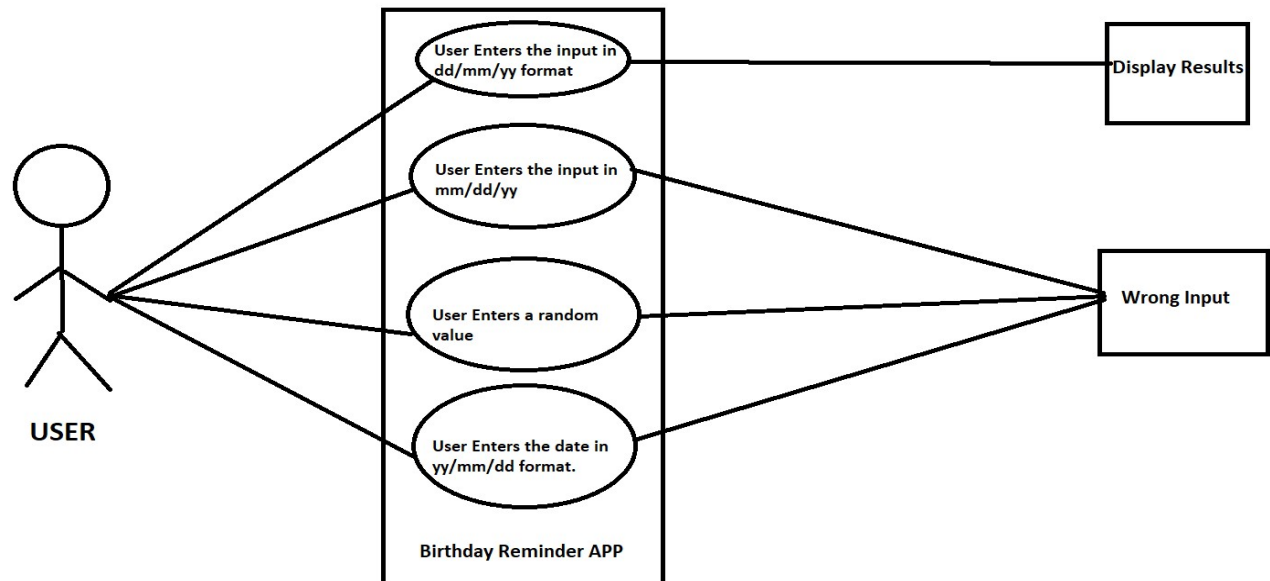 User Enters the input in
dd/mm/yy format
Display Results
User Enters the input in
mm/dd/yy
Wrong Input
User Enters a random
value
USER
User Enters the date in
yy/mm/dd format.
Birthday Reminder APP